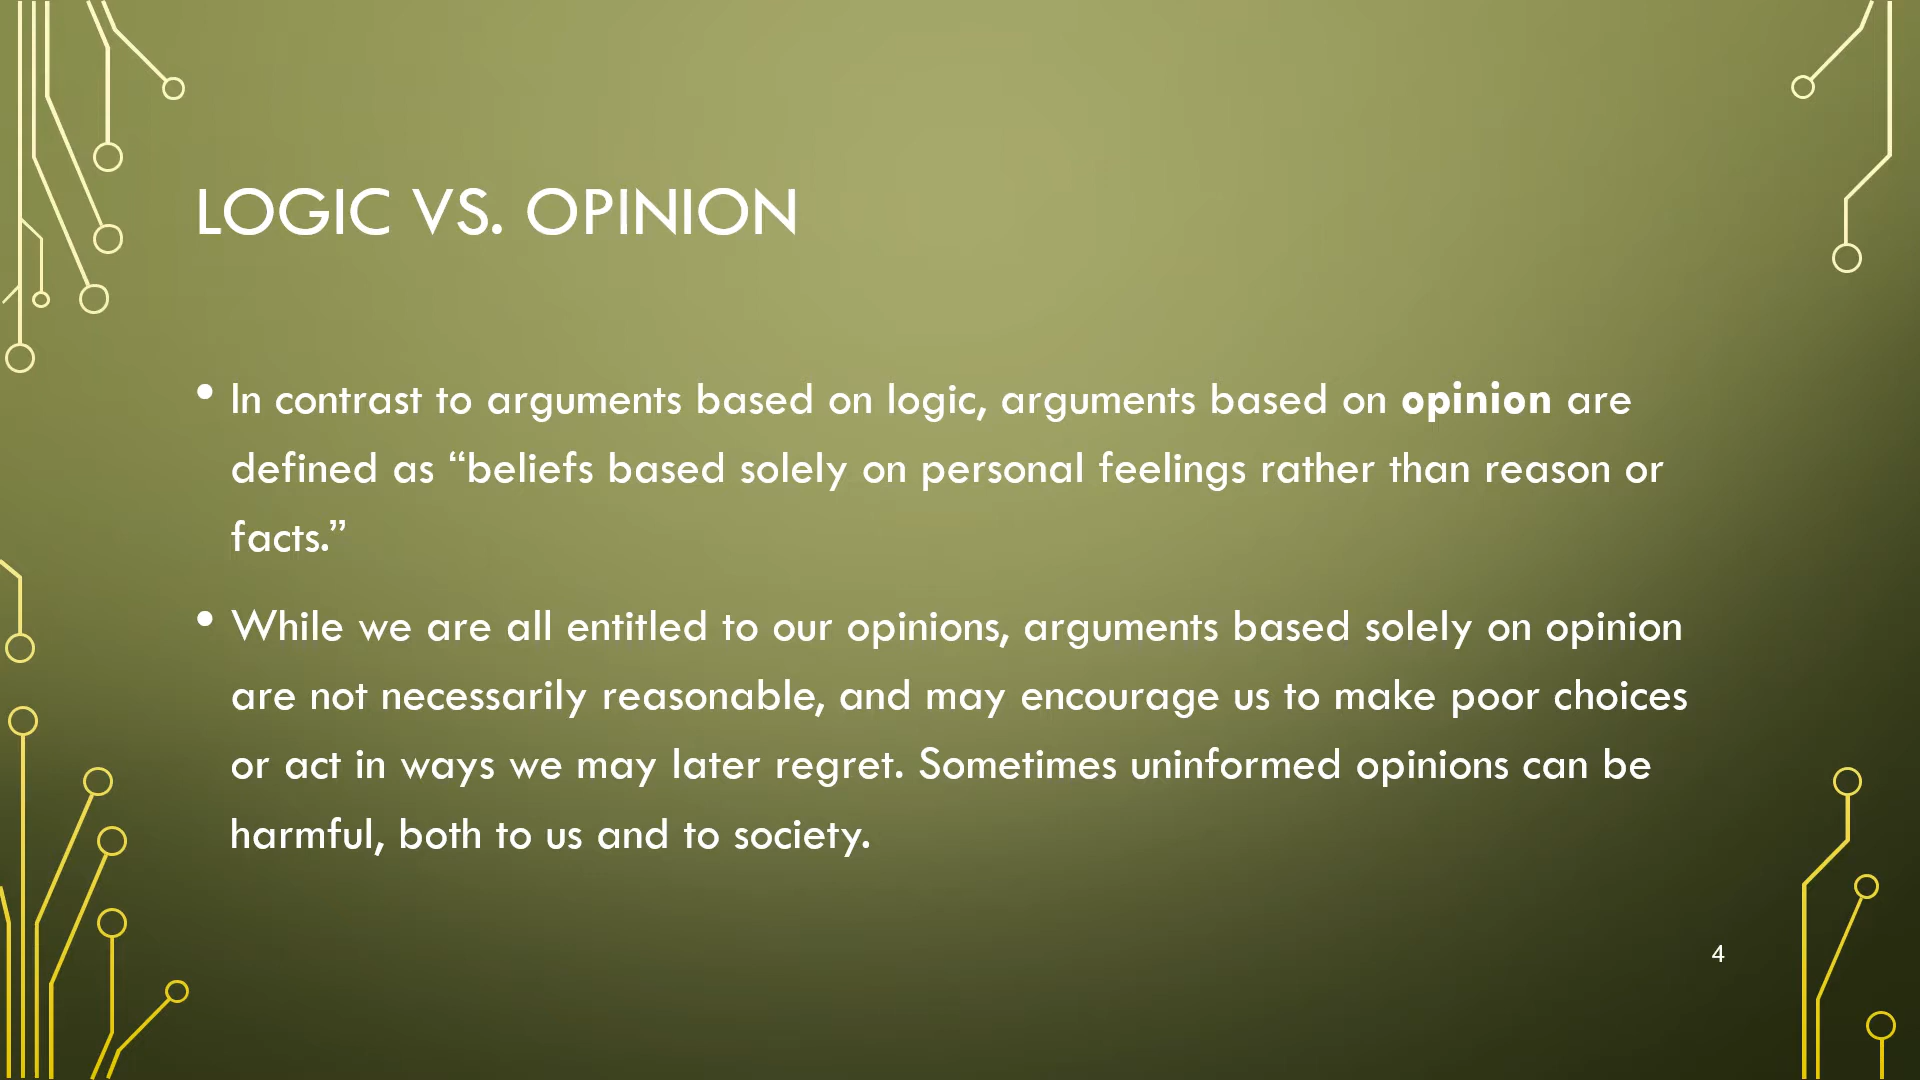 LOGIC VS. OPINION
• In contrast to arguments based on logic, arguments based on opinion are
defined as “beliefs based solely on personal feelings rather than reason or
facts.”
• While we are all entitled to our opinions, arguments based solely on opinion
are not necessarily reasonable, and may encourage us to make poor choices
or act in ways we may later regret. Sometimes uninformed opinions can be
harmful, both to us and to society.
4